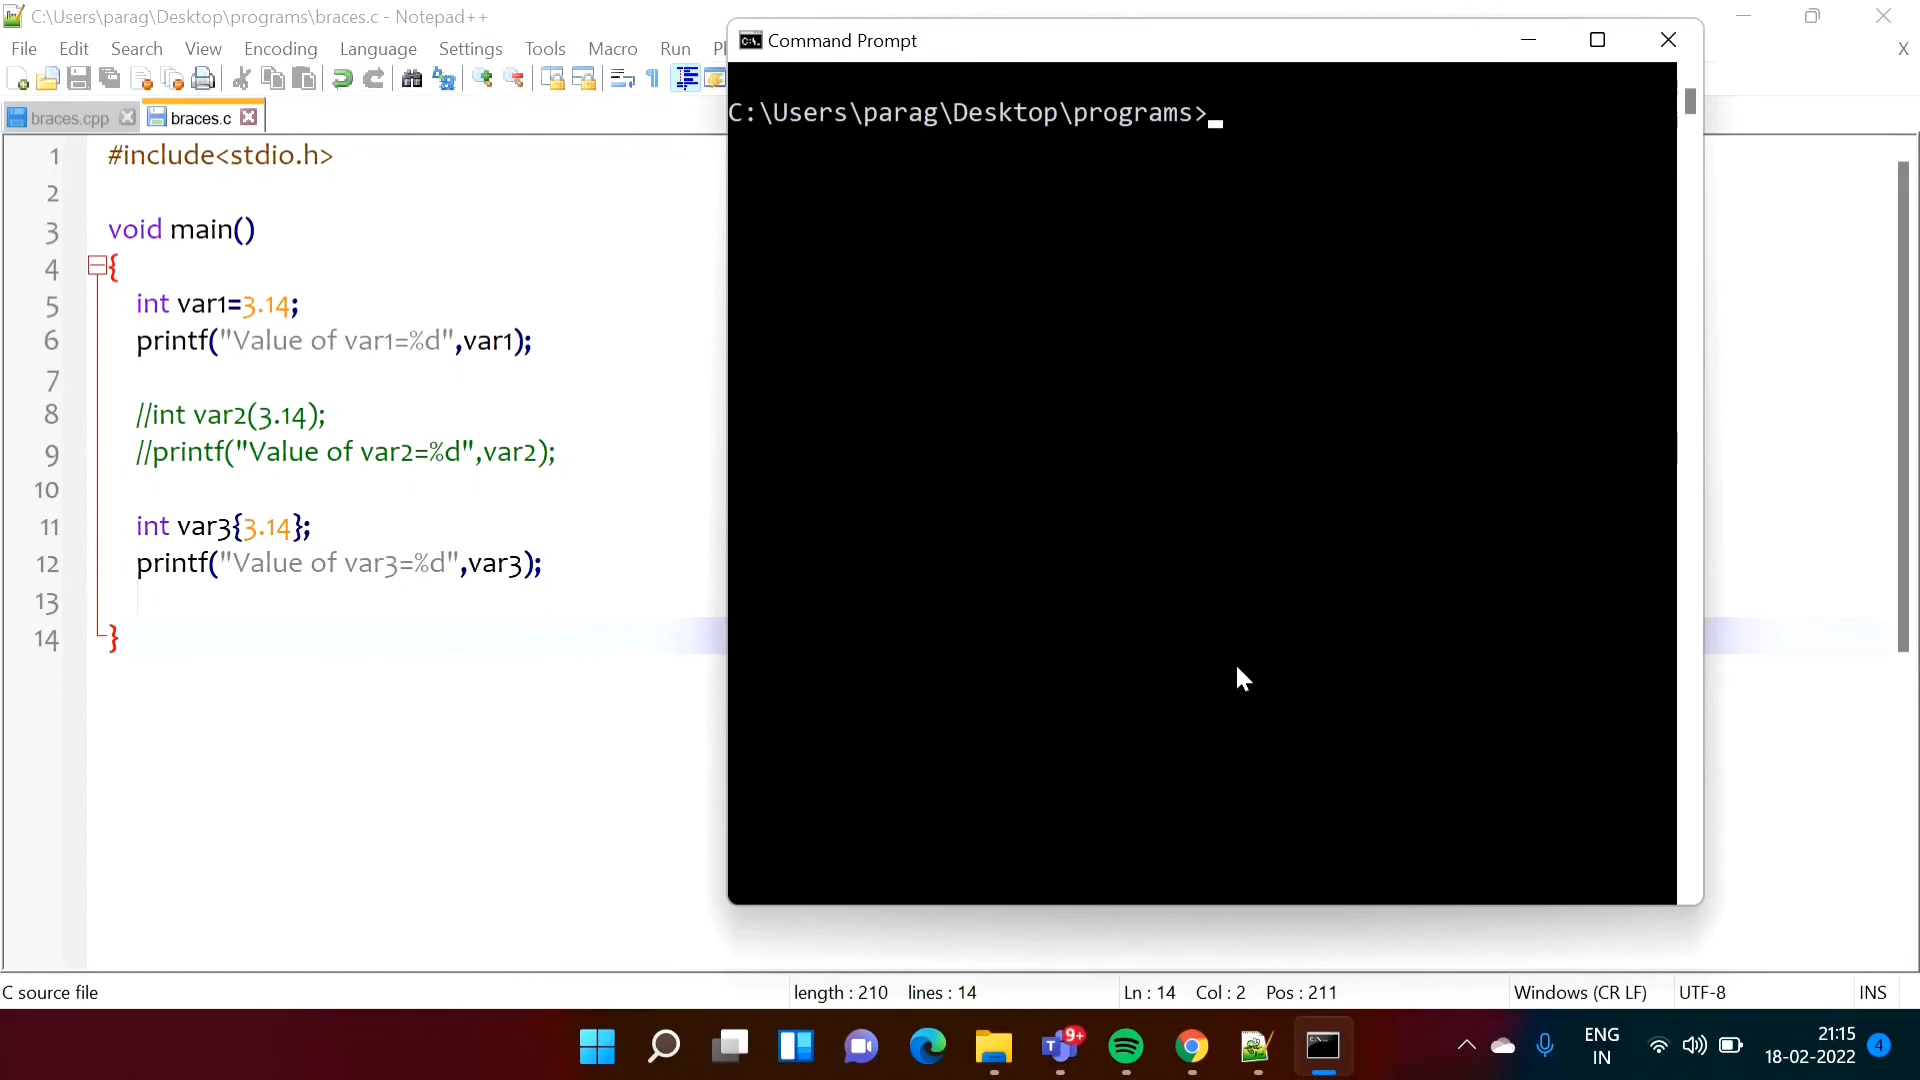 C:\Users\parag\Desktop\programs\braces.c - Notepad++
File Edit Search View Encoding Language Settings Tools Macro Run Pl
X
braces.cpp
braces.c
1 #include<stdio.h>
2
3 void main()
4 {
5 int var1=3.14;
6 printf("Value of var1=%d",var1);
7
8 //int var2(3.14);
9 //printf("Value of var2=%d",var2);
10
11 int var3{3.14};
12 printf("Value of var3=%d",var3);
13
14 }
Command Prompt
C:\Users\parag\Desktop\programs>
C source file length : 210 lines : 14 Ln : 14 Col : 2 Pos : 211 Windows (CR LF) UTF-8 INS
9+
ENG
IN
21:15
18-02-2022
4